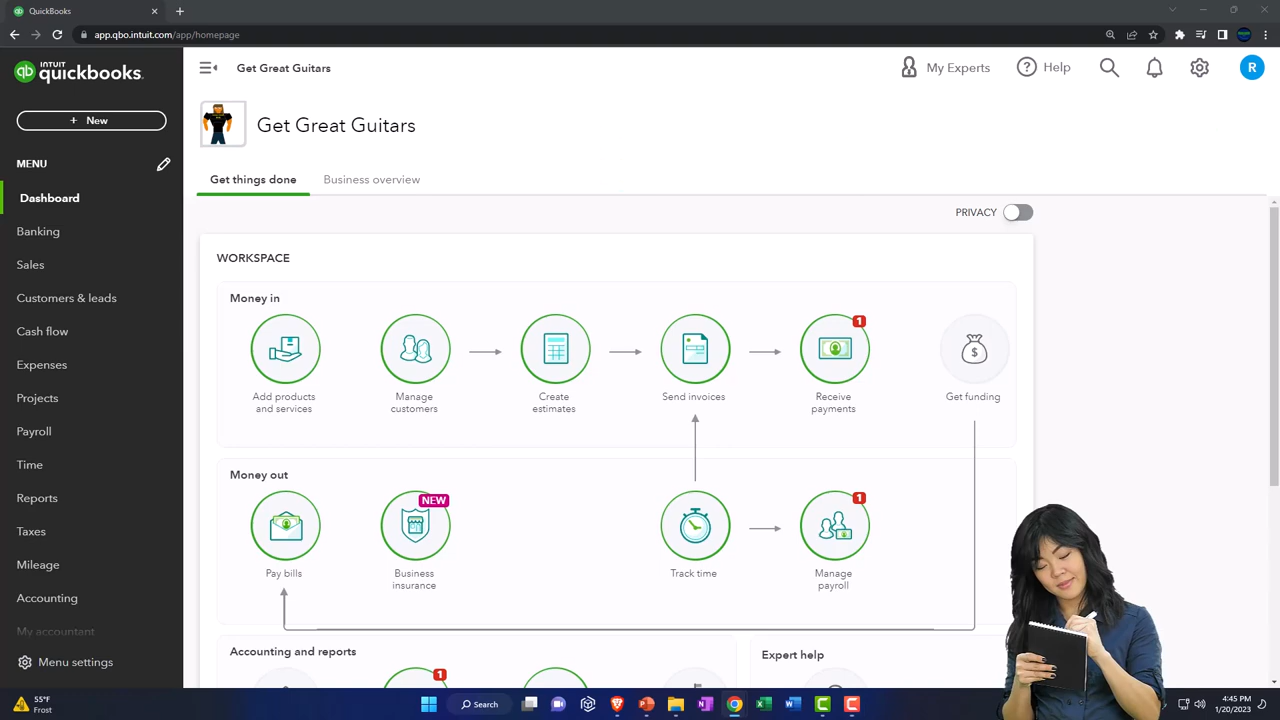 QuickBooks
app.qbo.intuit.com/app/homepage
INTUIT
quickbooks.
Get Great Guitars
My Experts
Help
R
+ New
Get Great Guitars
MENU
Get things done
Business overview
Dashboard
PRIVACY
Banking
Sales
Customers & leads
Cash flow
Expenses
Projects
Payroll
Time
Reports
Taxes
Mileage
Accounting
My accountant
Menu settings
WORKSPACE
Money in
1
Add products
and services
Manage
customers
Create
estimates
Send invoices
Receive
payments
Get funding
Money out
NEW
1
Pay bills
Business
insurance
Track time
Manage
payroll
Accounting and reports
1
Expert help
55°F
Frost
Search
4:45 PM
1/20/2023